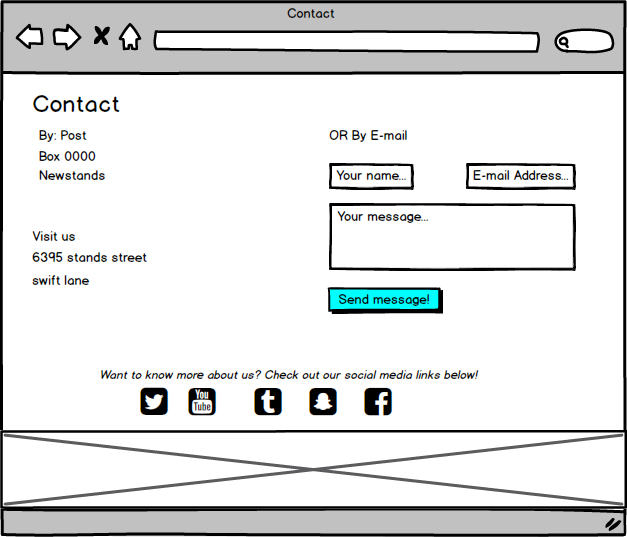 Contact
Contact
By: Post
Box 0000
Newstands
Visit us
6395 stands street
swift lane
OR By E-mail
Your name...
E-mail Address...
Your message...
Send message!
Want to know more about us? Check out our social media links below!
You
Tube